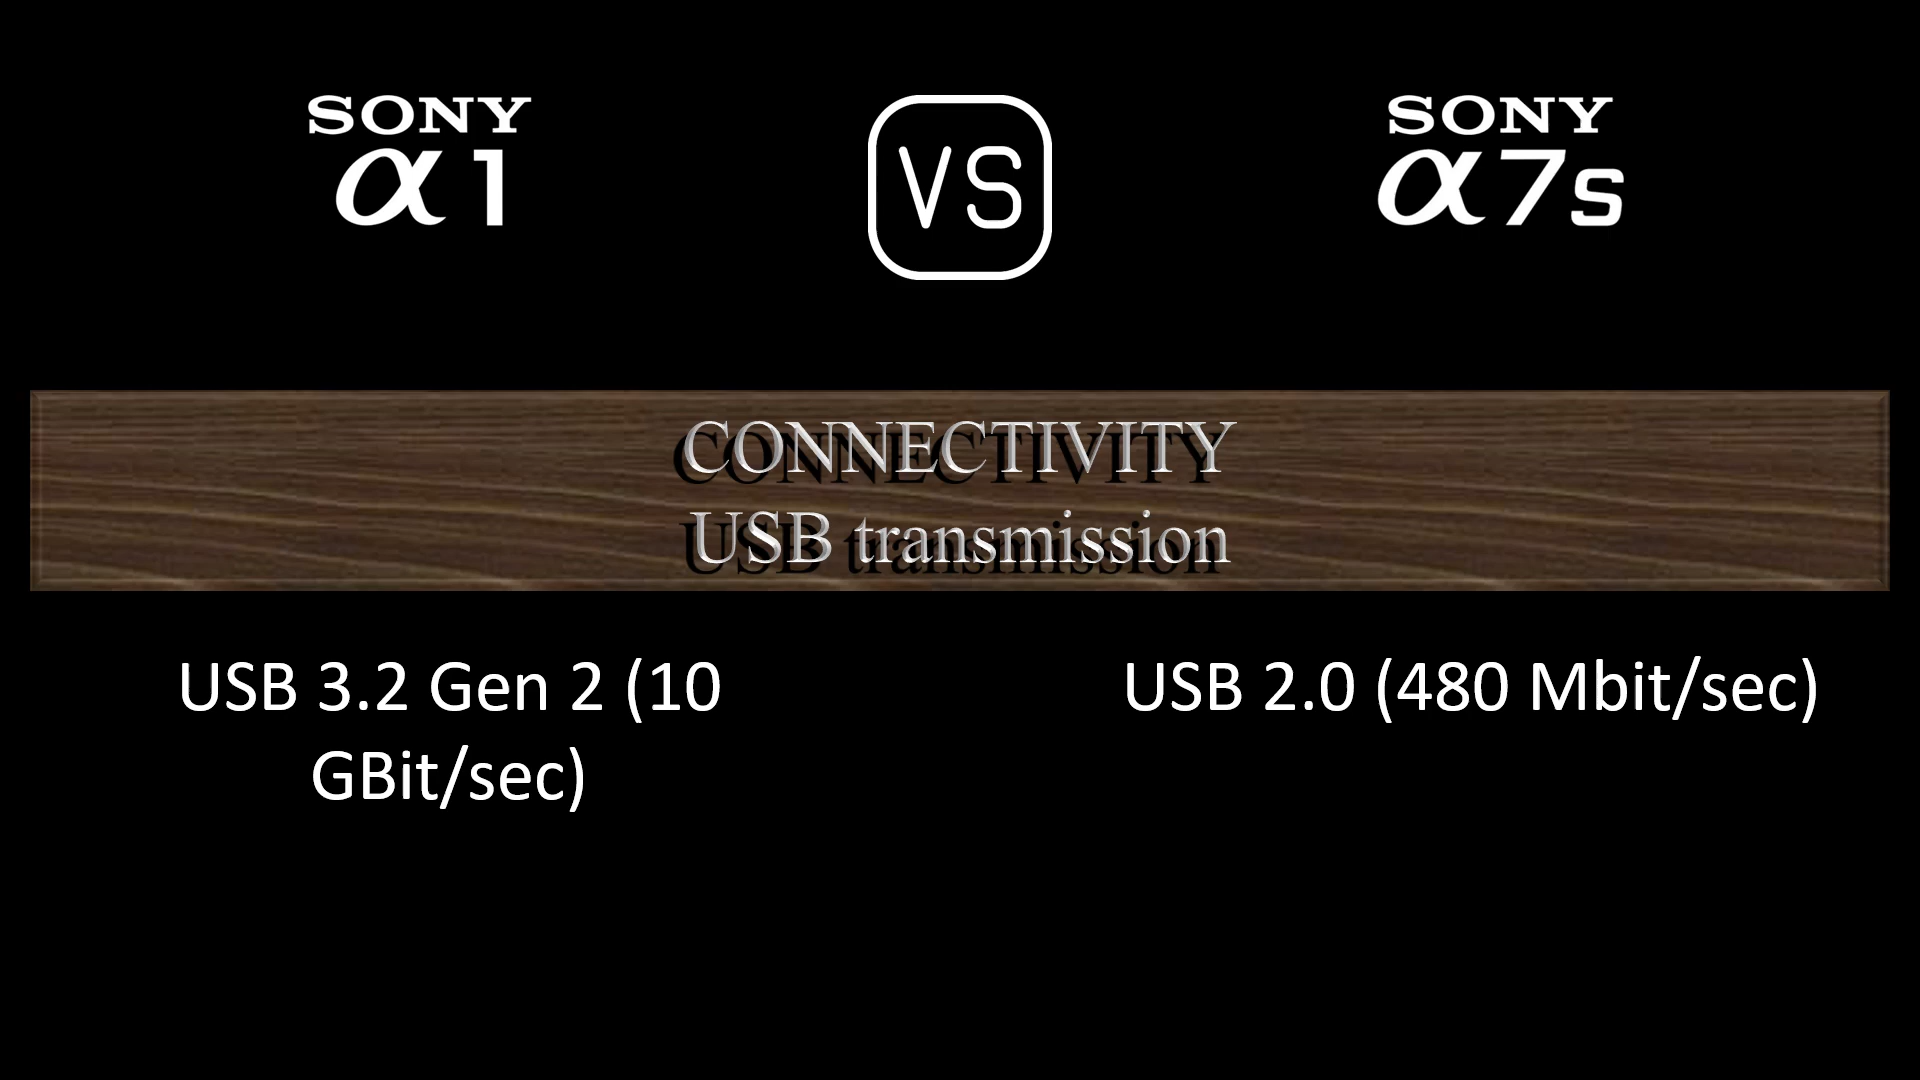 SONY
α1
VS
SONY
α7s
CONNECTIVITY
USB transmission
USB 3.2 Gen 2 (10
GBit/sec)
USB 2.0 (480 Mbit/sec)